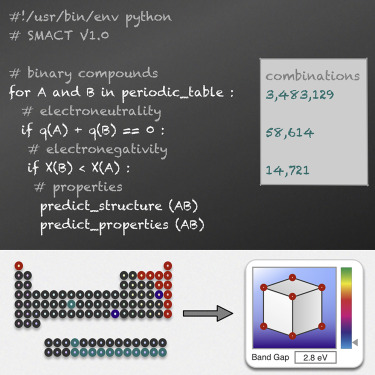 #!/usr/bin/env python
# SMACT V1.0
# binary compounds
for A and B in periodic_table :
# electroneutrality
if q(A) + q(B) == 0 :
# electronegativity
if X(B) < X(A) :
# properties
predict_structure (AB)
predict_properties (AB)
combinations
3,483,129
58,614
14,721
Band Gap
2.8 eV